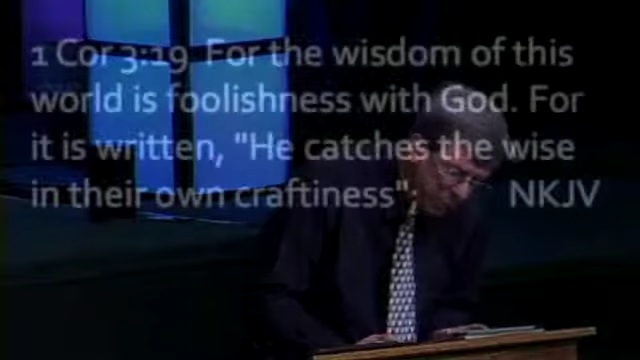 1 Cor 3:19 For the wisdom of this
world is foolishness with God. For
it is written, "He catches the wise
in their own craftiness"; NKJV